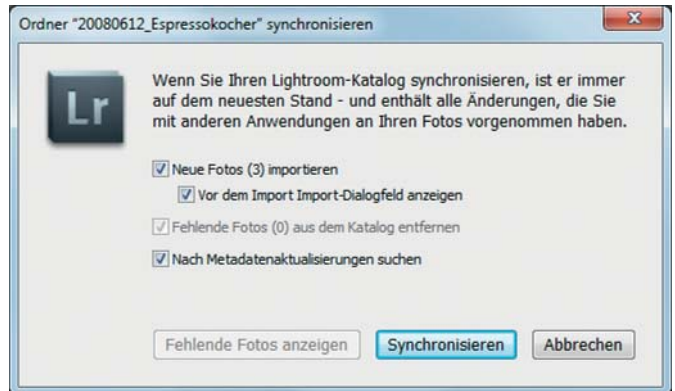 Ordner "20080612_Espressokocher" synchronisieren
Lr
Wenn Sie Ihren Lightroom-Katalog synchronisieren, ist er immer
auf dem neuesten Stand - und enthält alle Änderungen, die Sie
mit anderen Anwendungen an Ihren Fotos vorgenommen haben.
Neue Fotos (3) importieren
Vor dem Import Import-Dialogfeld anzeigen
Fehlende Fotos (0) aus dem Katalog entfernen
Nach Metadatenaktualisierungen suchen
Fehlende Fotos anzeigen Synchronisieren Abbrechen